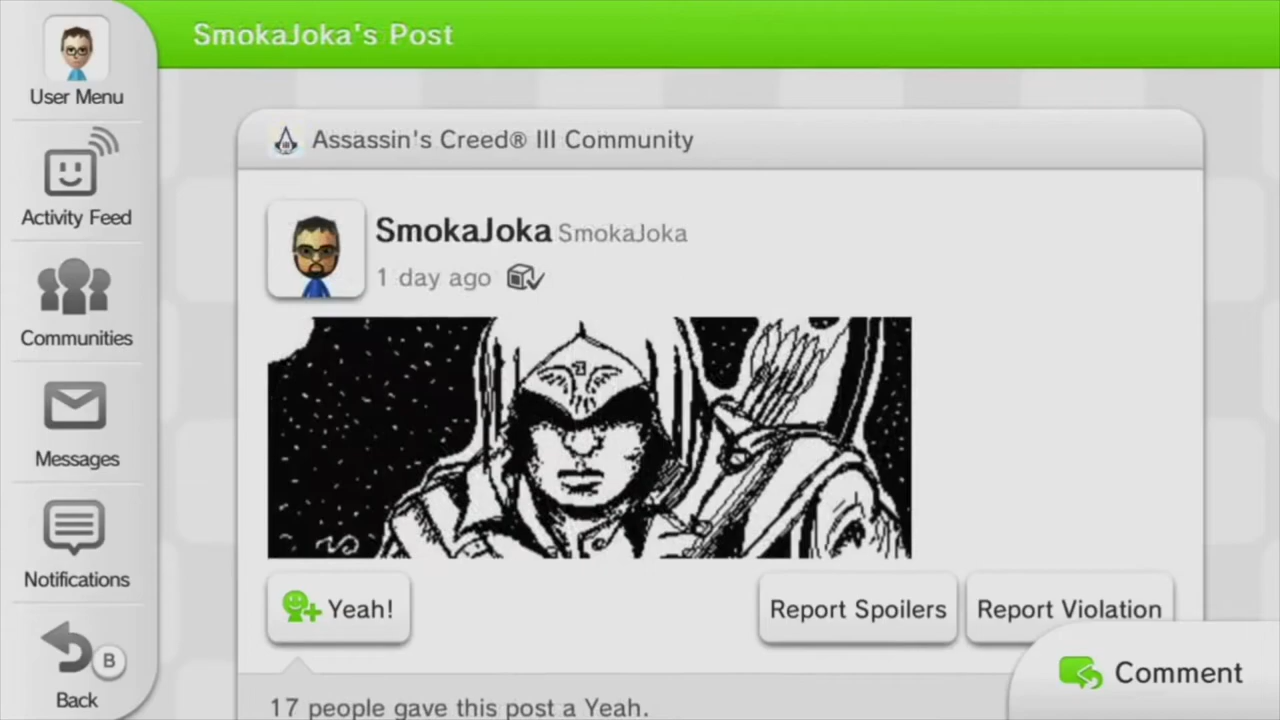 SmokaJoka's Post
User Menu
Activity Feed
Communities
Messages
Notifications
B
Back
Assassin's Creed® III Community
SmokaJoka SmokaJoka
1 day ago
Yeah!
Report Spoilers
Report Violation
Comment
17 people gave this post a Yeah.